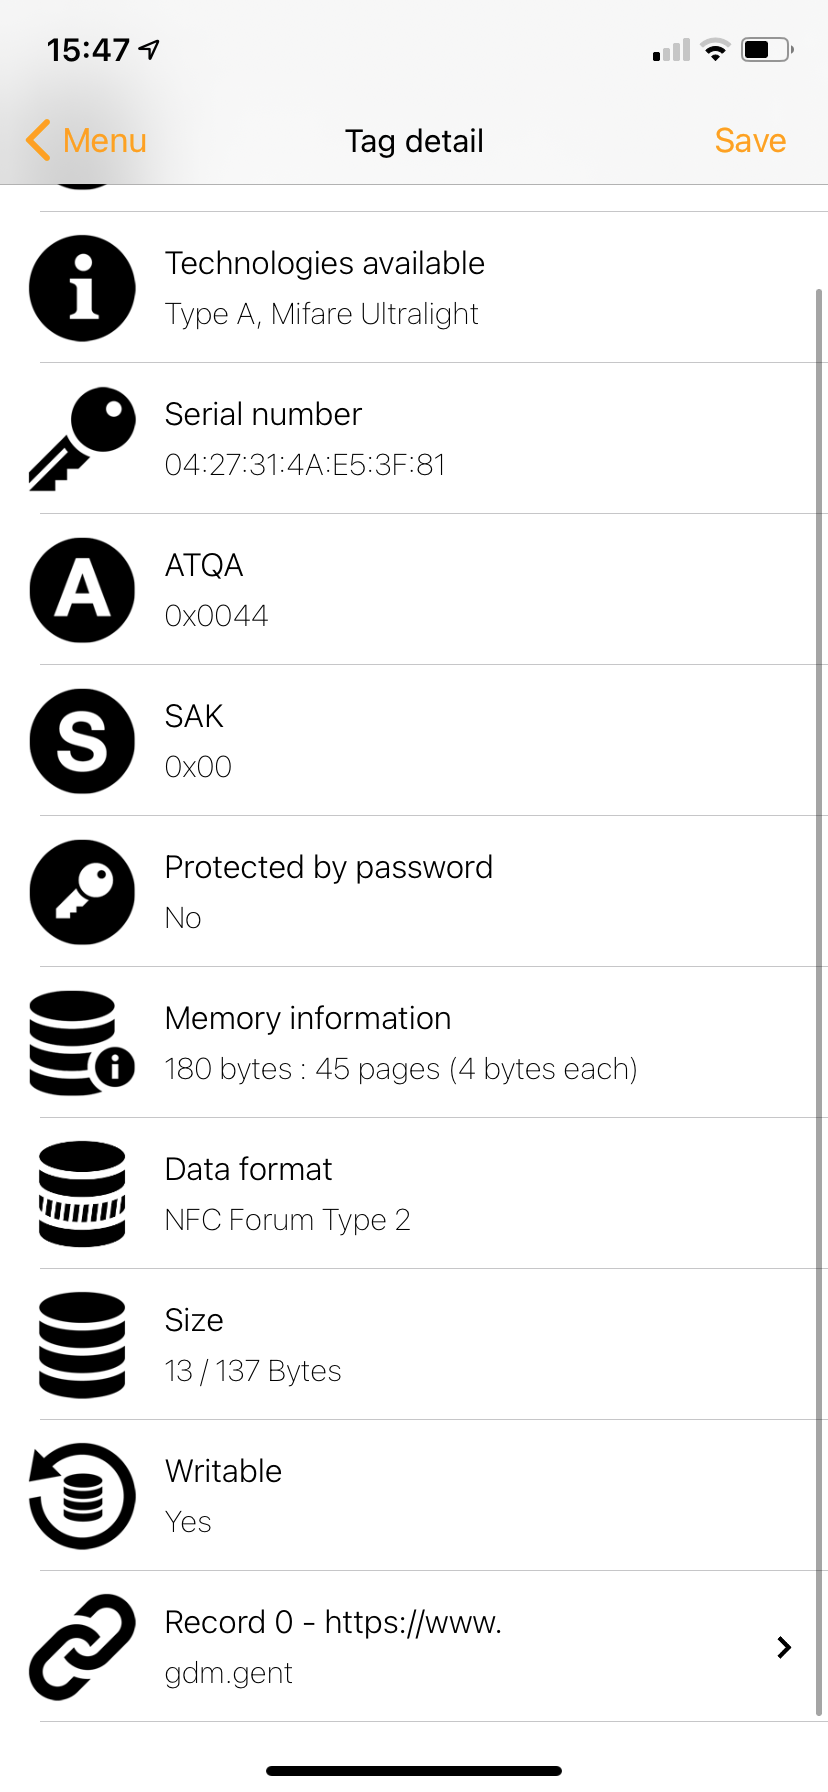 15:47
Menu
Tag detail
Save
Technologies available
Type A, Mifare Ultralight
Serial number
04:27:31:4A:E5:3F:81
A
ATQA
0x0044
S
SAK
0x00
Protected by password
No
Memory information
180 bytes : 45 pages (4 bytes each)
Data format
NFC Forum Type 2
Size
13 / 137 Bytes
Writable
Yes
Record 0 - https://www.
gdm.gent